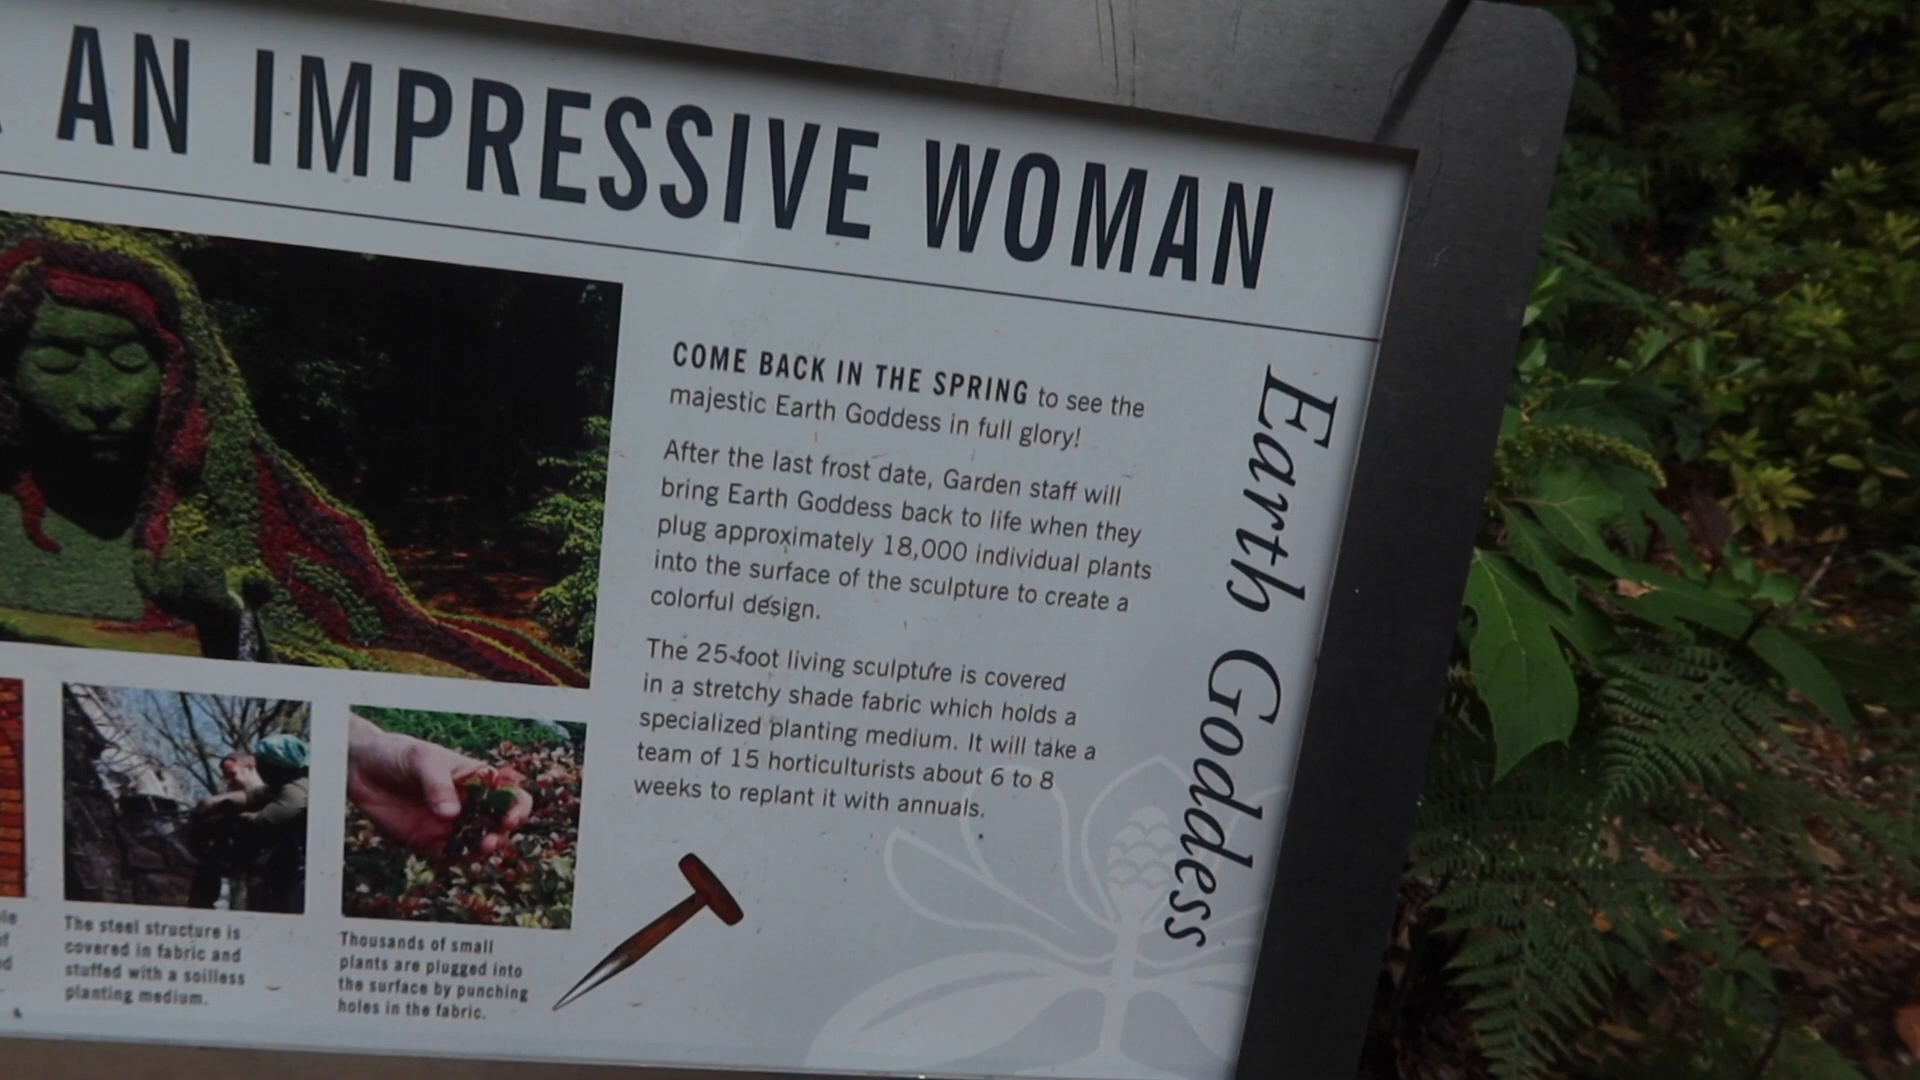 AN IMPRESSIVE WOMAN
COME BACK IN THE SPRING to see the
majestic Earth Goddess in full glory!
After the last frost date, Garden staff will
bring Earth Goddess back to life when they
plug approximately 18,000 individual plants
into the surface of the sculpture to create a
colorful design.
The 25-foot living sculpture is covered
in a stretchy shade fabric which holds a
specialized planting medium. It will take a
team of 15 horticulturists about 6 to 8
weeks to replant it with annuals.
Earth Goddess
The steel structure is
covered in fabric and
stuffed with a soilless
planting medium.
Thousands of small
plants are plugged into
the surface by punching
holes in the fabric.